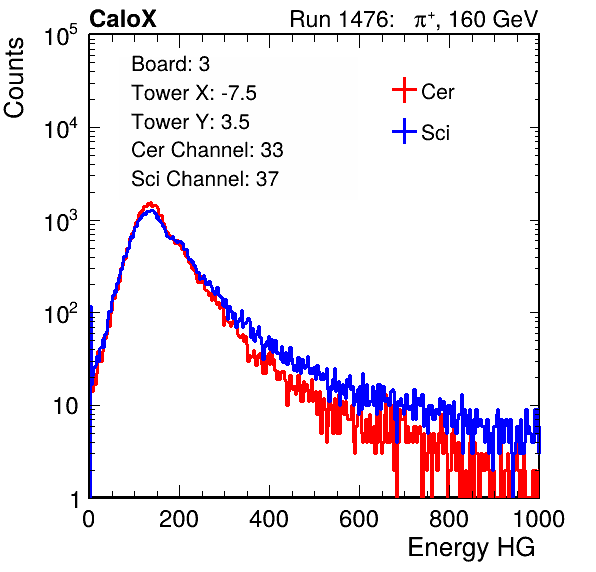 CaloX Run 1476: π⁺, 160 GeV
Counts
10⁵
10⁴
10³
10²
10
1
Board: 3
Tower X: -7.5
Tower Y: 3.5
Cer Channel: 33
Sci Channel: 37
Cer
Sci
0 200 400 600 800 1000
Energy HG